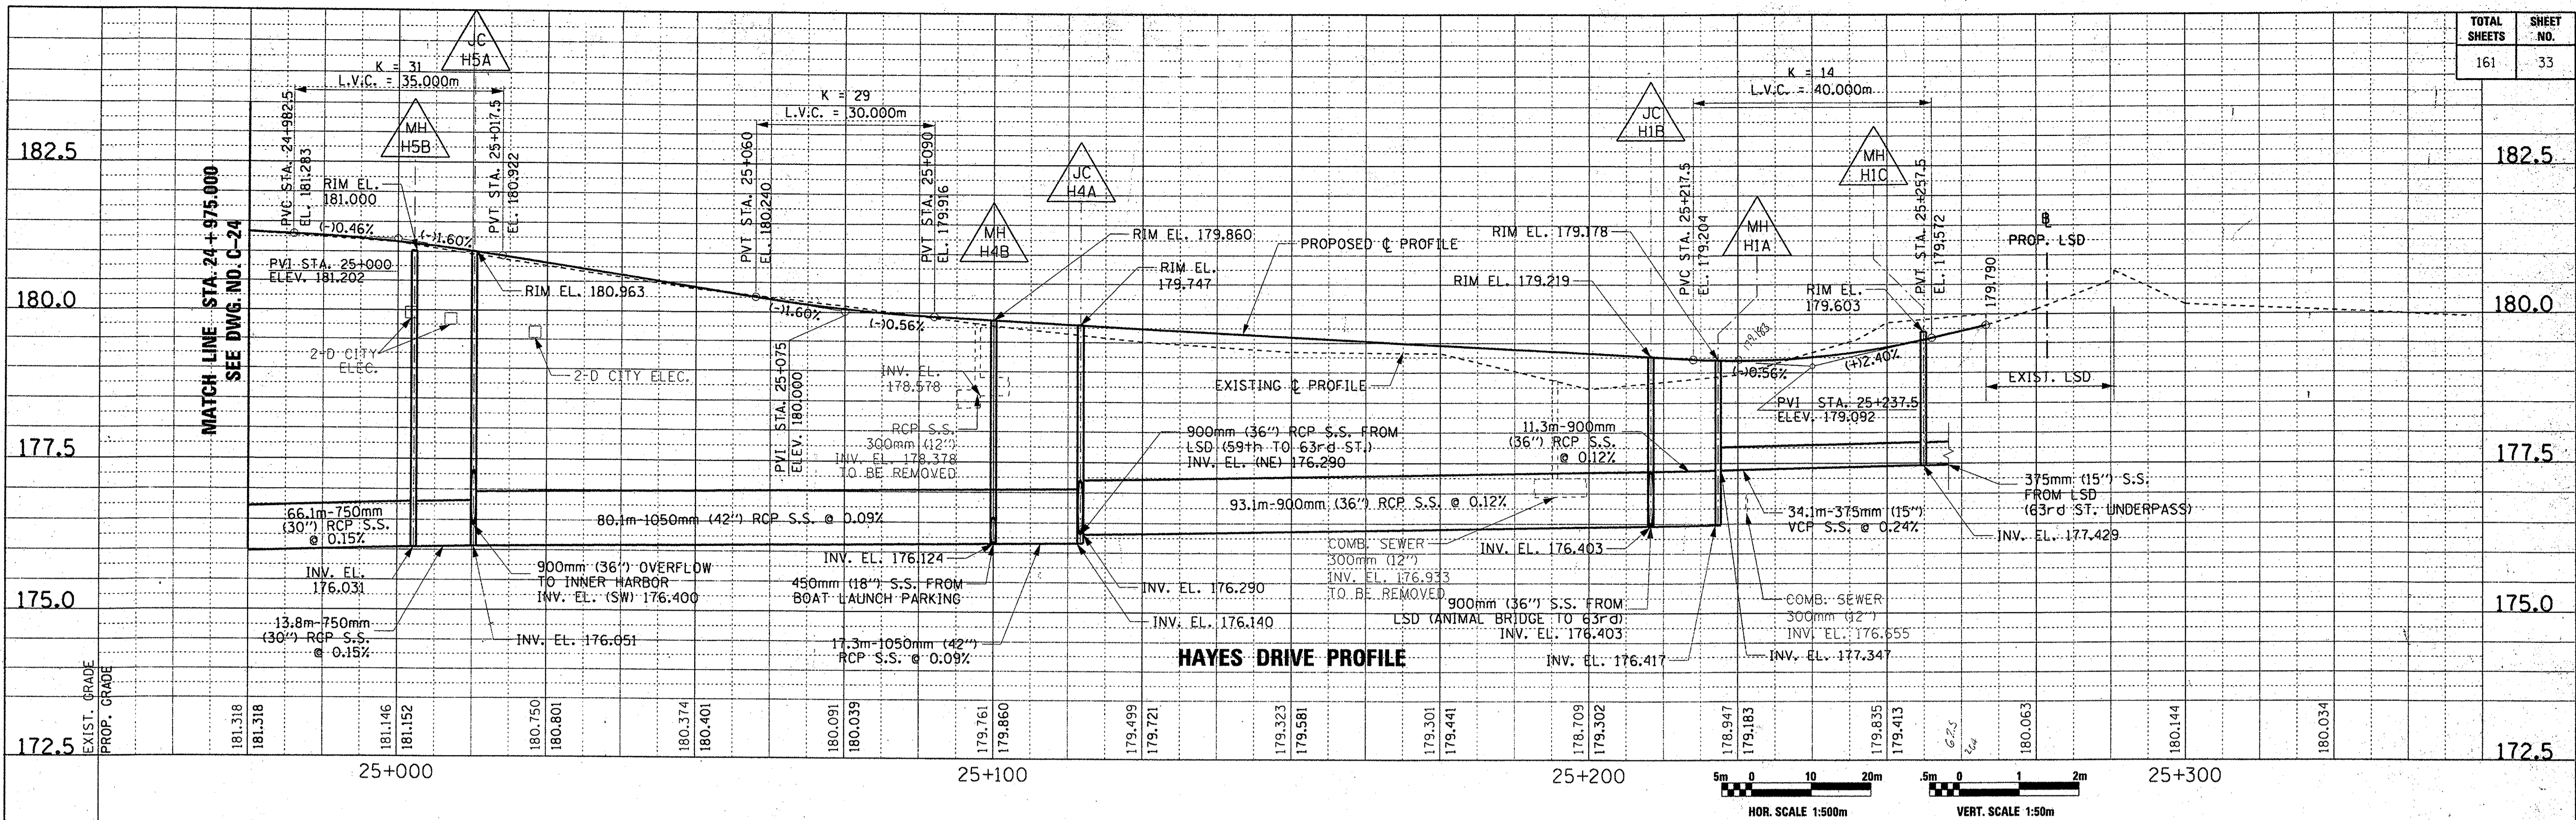 TOTAL SHEETS
SHEET NO.
161
33
K = 31
L.V.C. = 35.000m
JC
H5A
MH
H5B
PVC STA. 24+982.5
EL. 181.283
PVT STA. 25+017.5
EL. 180.922
RIM EL.
181.000
(-)0.46%
(-)1.60%
PVI STA. 25+000
ELEV. 181.202
RIM EL. 180.963
MATCH LINE STA. 24+975.000
SEE DWG. NO. C-24
2-D CITY
ELEC.
2-D CITY ELEC.
K = 29
L.V.C. = 30.000m
PVT STA. 25+060
EL. 180.240
PVT STA. 25+090
EL. 179.916
(-)1.60%
(-)0.56%
PVI STA. 25+075
ELEV. 180.000
MH
H4B
JC
H4A
RIM EL. 179.860
RIM EL.
179.747
PROPOSED ℄ PROFILE
EXISTING ℄ PROFILE
INV. EL.
178.578
RCP S.S.
300mm (12")
INV. EL. 178.378
TO BE REMOVED
900mm (36") RCP S.S. FROM
LSD (59th TO 63rd ST.)
INV. EL. (NE) 176.290
K = 14
L.V.C. = 40.000m
JC
H1B
MH
H1A
MH
H1C
RIM EL. 179.178
RIM EL. 179.219
PVC STA. 25+217.5
EL. 179.204
PVT STA. 25+257.5
EL. 179.572
RIM EL.
179.603
179.183
179.790
(-)0.56%
(+)2.40%
PVI STA. 25+237.5
ELEV. 179.092
PROP. LSD
EXIST. LSD
11.3m-900mm
(36") RCP S.S.
@ 0.12%
66.1m-750mm
(30") RCP S.S.
@ 0.15%
80.1m-1050mm (42") RCP S.S. @ 0.09%
93.1m-900mm (36") RCP S.S. @ 0.12%
34.1m-375mm (15")
VCP S.S. @ 0.24%
375mm (15") S.S.
FROM LSD
(63rd ST. UNDERPASS)
INV. EL. 177.429
INV. EL.
176.031
13.8m-750mm
(30") RCP S.S.
@ 0.15%
900mm (36") OVERFLOW
TO INNER HARBOR
INV. EL. (SW) 176.400
INV. EL. 176.051
INV. EL. 176.124
450mm (18") S.S. FROM
BOAT LAUNCH PARKING
17.3m-1050mm (42")
RCP S.S. @ 0.09%
INV. EL. 176.290
INV. EL. 176.140
COMB. SEWER
300mm (12")
INV. EL. 176.933
TO BE REMOVED
INV. EL. 176.403
900mm (36") S.S. FROM
LSD (ANIMAL BRIDGE TO 63rd)
INV. EL. 176.403
INV. EL. 176.417
COMB. SEWER
300mm (12")
INV. EL. 176.655
INV. EL. 177.347
HAYES DRIVE PROFILE
182.5
180.0
177.5
175.0
172.5
182.5
180.0
177.5
175.0
172.5
EXIST. GRADE
PROP. GRADE
181.318
181.318
181.146
181.152
180.750
180.801
180.374
180.401
180.091
180.039
179.761
179.860
179.499
179.721
179.323
179.581
179.301
179.441
178.709
179.302
178.947
179.183
179.835
179.413
180.063
180.144
180.034
25+000
25+100
25+200
25+300
5m 0 10 20m
HOR. SCALE 1:500m
.5m 0 1 2m
VERT. SCALE 1:50m